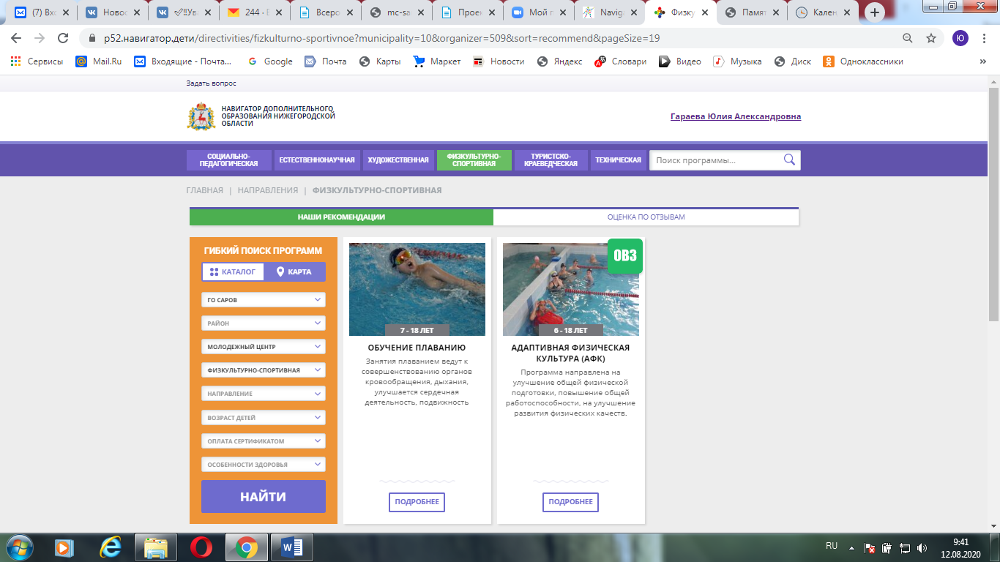 (7) Вхо
Новос
Ува
244 · В
Всеро
mc-sa
Проек
Мой п
Navig
Физку
Памят
Кален
p52.навигатор.дети/directivities/fizkulturno-sportivnoe?municipality=10&organizer=509&sort=recommend&pageSize=19
Ю
Сервисы
Mail.Ru
Входящие - Почта...
Google
Почта
Карты
Маркет
Новости
Яндекс
Словари
Видео
Музыка
Диск
Одноклассники
»
Задать вопрос
НАВИГАТОР ДОПОЛНИТЕЛЬНОГО
ОБРАЗОВАНИЯ НИЖЕГОРОДСКОЙ
ОБЛАСТИ
Гараева Юлия Александровна
СОЦИАЛЬНО-
ПЕДАГОГИЧЕСКАЯ
ЕСТЕСТВЕННОНАУЧНАЯ
ХУДОЖЕСТВЕННАЯ
ФИЗКУЛЬТУРНО-
СПОРТИВНАЯ
ТУРИСТСКО-
КРАЕВЕДЧЕСКАЯ
ТЕХНИЧЕСКАЯ
Поиск программы...
ГЛАВНАЯ | НАПРАВЛЕНИЯ | ФИЗКУЛЬТУРНО-СПОРТИВНАЯ
НАШИ РЕКОМЕНДАЦИИ
ОЦЕНКА ПО ОТЗЫВАМ
ГИБКИЙ ПОИСК ПРОГРАММ
КАТАЛОГ
КАРТА
ГО САРОВ
РАЙОН
МОЛОДЕЖНЫЙ ЦЕНТР
ФИЗКУЛЬТУРНО-СПОРТИВНАЯ
НАПРАВЛЕНИЕ
ВОЗРАСТ ДЕТЕЙ
ОПЛАТА СЕРТИФИКАТОМ
ОСОБЕННОСТИ ЗДОРОВЬЯ
НАЙТИ
7 - 18 ЛЕТ
ОБУЧЕНИЕ ПЛАВАНИЮ
Занятия плаванием ведут к
совершенствованию органов
кровообращения, дыхания,
улучшается сердечная
деятельность, подвижность
ПОДРОБНЕЕ
ОВЗ
6 - 18 ЛЕТ
АДАПТИВНАЯ ФИЗИЧЕСКАЯ
КУЛЬТУРА (АФК)
Программа направлена на
улучшение общей физической
подготовки, повышение общей
работоспособности, на улучшение
развития физических качеств.
ПОДРОБНЕЕ
RU
9:41
12.08.2020